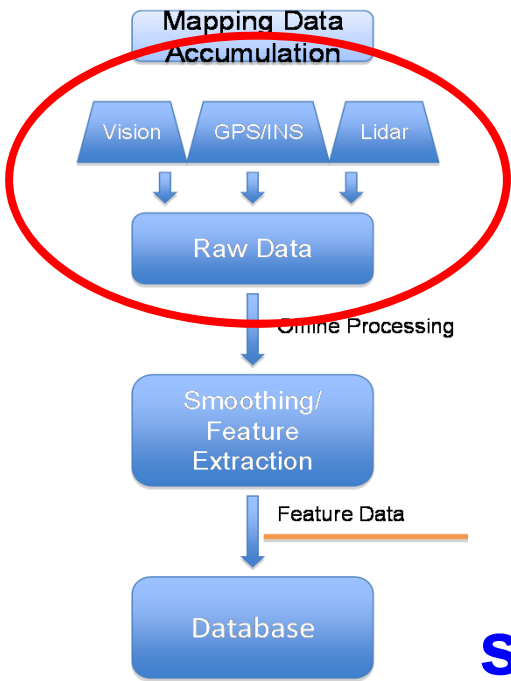 Mapping Data
Accumulation
Vision
GPS/INS
Lidar
Raw Data
Offline Processing
Smoothing/
Feature
Extraction
Feature Data
Database
s